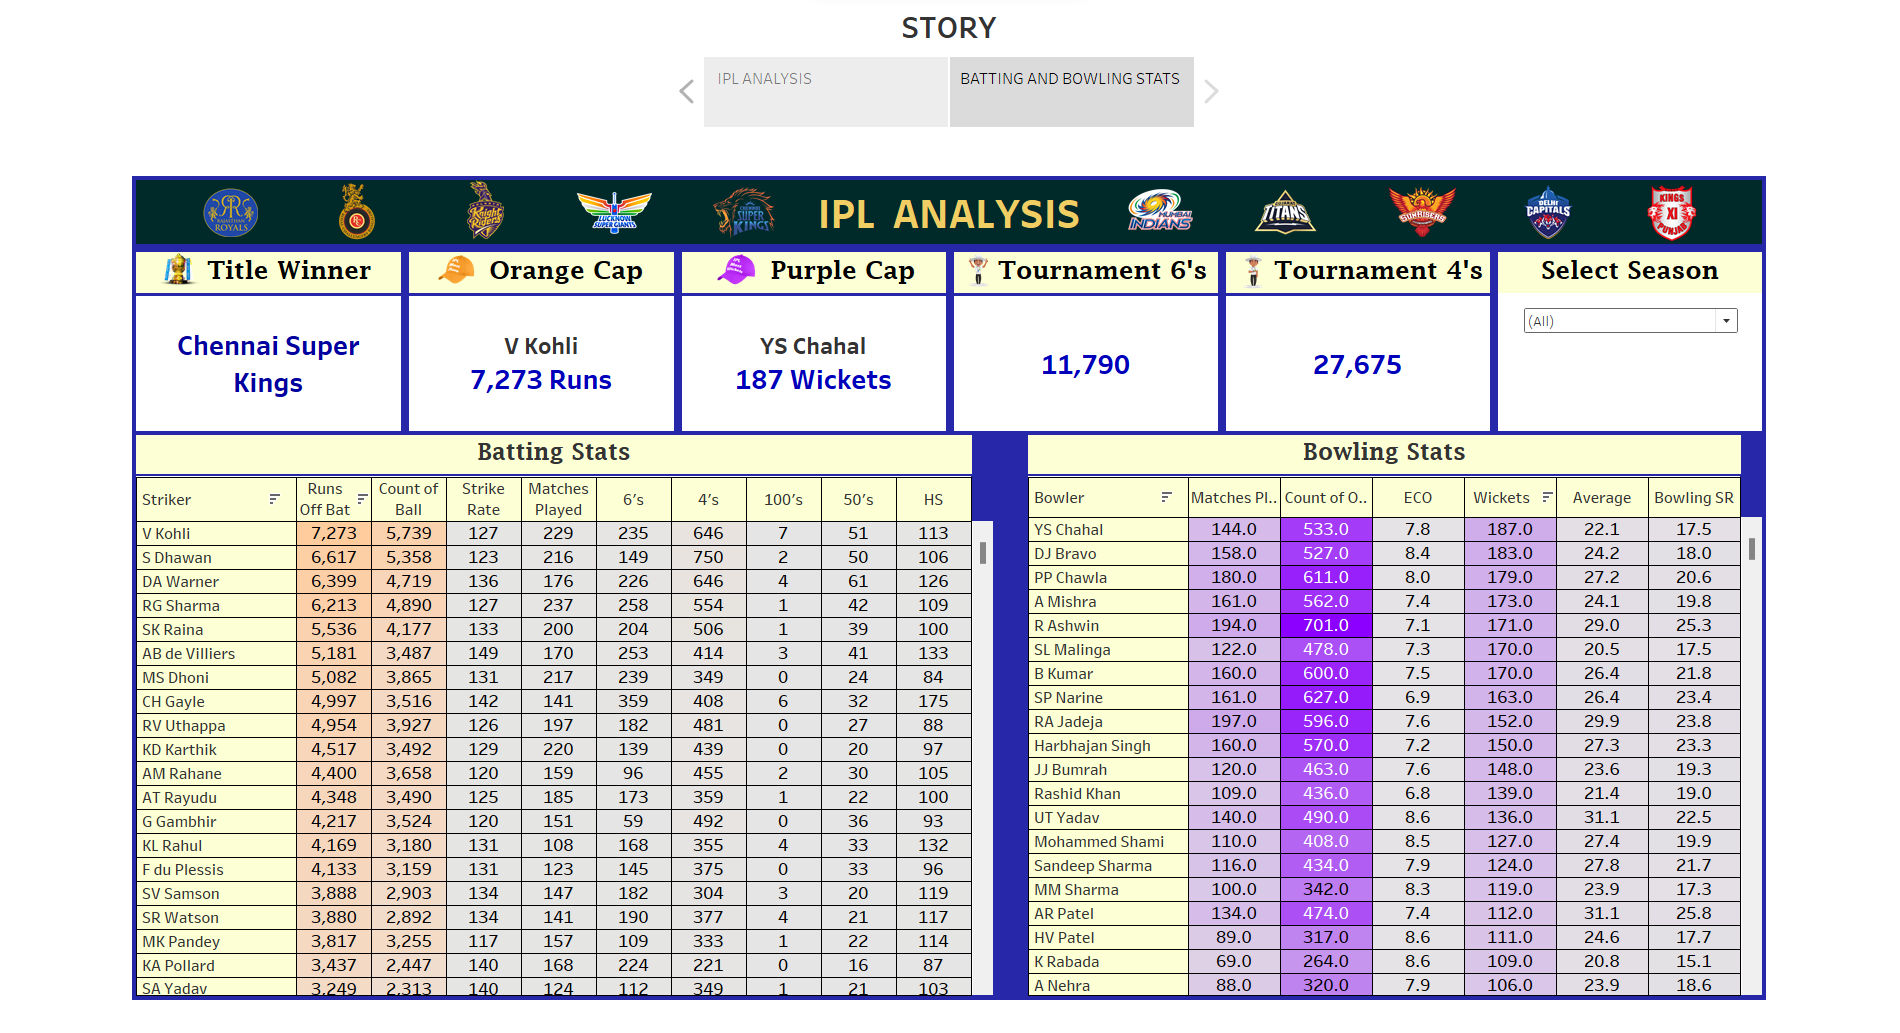 STORY
IPL ANALYSIS
BATTING AND BOWLING STATS
RAJASTHAN
ROYALS
Knight
Riders
LUCKNOW
SUPER GIANTS
CHENNAI
SUPER
KINGS
IPL ANALYSIS
MUMBAI
INDIANS
TITANS
SUNRISERS
DELHI
CAPITALS
KINGS
XI
PUNJAB
Title Winner
Orange Cap
Purple Cap
Tournament 6's
Tournament 4's
Select Season
Chennai Super
Kings
V Kohli
7,273 Runs
YS Chahal
187 Wickets
11,790
27,675
(All)
Batting Stats
Striker Runs Off Bat Count of Ball Strike Rate Matches Played 6's 4's 100's 50's HS
V Kohli 7,273 5,739 127 229 235 646 7 51 113
S Dhawan 6,617 5,358 123 216 149 750 2 50 106
DA Warner 6,399 4,719 136 176 226 646 4 61 126
RG Sharma 6,213 4,890 127 237 258 554 1 42 109
SK Raina 5,536 4,177 133 200 204 506 1 39 100
AB de Villiers 5,181 3,487 149 170 253 414 3 41 133
MS Dhoni 5,082 3,865 131 217 239 349 0 24 84
CH Gayle 4,997 3,516 142 141 359 408 6 32 175
RV Uthappa 4,954 3,927 126 197 182 481 0 27 88
KD Karthik 4,517 3,492 129 220 139 439 0 20 97
AM Rahane 4,400 3,658 120 159 96 455 2 30 105
AT Rayudu 4,348 3,490 125 185 173 359 1 22 100
G Gambhir 4,217 3,524 120 151 59 492 0 36 93
KL Rahul 4,169 3,180 131 108 168 355 4 33 132
F du Plessis 4,133 3,159 131 123 145 375 0 33 96
SV Samson 3,888 2,903 134 147 182 304 3 20 119
SR Watson 3,880 2,892 134 141 190 377 4 21 117
MK Pandey 3,817 3,255 117 157 109 333 1 22 114
KA Pollard 3,437 2,447 140 168 224 221 0 16 87
SA Yadav 3,249 2,313 140 124 112 349 1 21 103
Bowling Stats
Bowler Matches Pl.. Count of O.. ECO Wickets Average Bowling SR
YS Chahal 144.0 533.0 7.8 187.0 22.1 17.5
DJ Bravo 158.0 527.0 8.4 183.0 24.2 18.0
PP Chawla 180.0 611.0 8.0 179.0 27.2 20.6
A Mishra 161.0 562.0 7.4 173.0 24.1 19.8
R Ashwin 194.0 701.0 7.1 171.0 29.0 25.3
SL Malinga 122.0 478.0 7.3 170.0 20.5 17.5
B Kumar 160.0 600.0 7.5 170.0 26.4 21.8
SP Narine 161.0 627.0 6.9 163.0 26.4 23.4
RA Jadeja 197.0 596.0 7.6 152.0 29.9 23.8
Harbhajan Singh 160.0 570.0 7.2 150.0 27.3 23.3
JJ Bumrah 120.0 463.0 7.6 148.0 23.6 19.3
Rashid Khan 109.0 436.0 6.8 139.0 21.4 19.0
UT Yadav 140.0 490.0 8.6 136.0 31.1 22.5
Mohammed Shami 110.0 408.0 8.5 127.0 27.4 19.9
Sandeep Sharma 116.0 434.0 7.9 124.0 27.8 21.7
MM Sharma 100.0 342.0 8.3 119.0 23.9 17.3
AR Patel 134.0 474.0 7.4 112.0 31.1 25.8
HV Patel 89.0 317.0 8.6 111.0 24.6 17.7
K Rabada 69.0 264.0 8.6 109.0 20.8 15.1
A Nehra 88.0 320.0 7.9 106.0 23.9 18.6